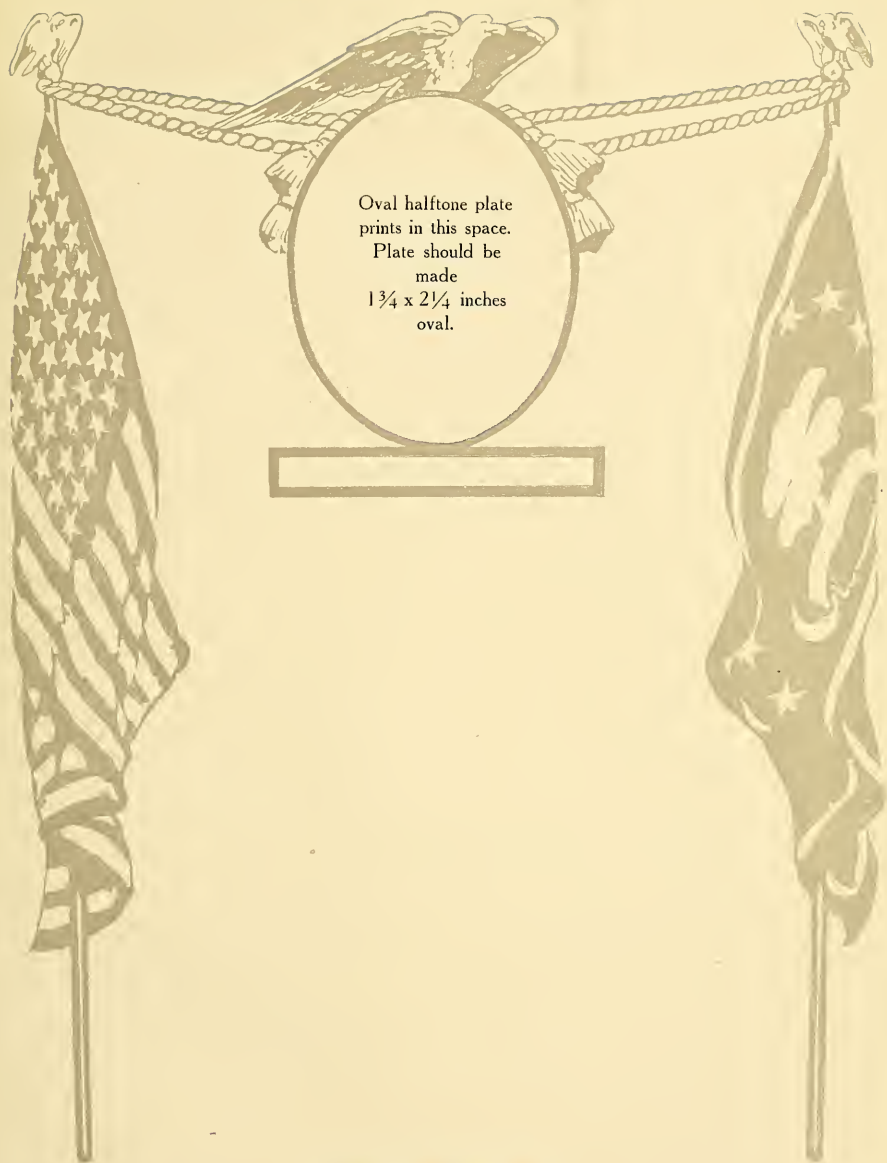 Oval halftone plate
prints in this space.
Plate should be
made
1¾ x 2¼ inches
oval.